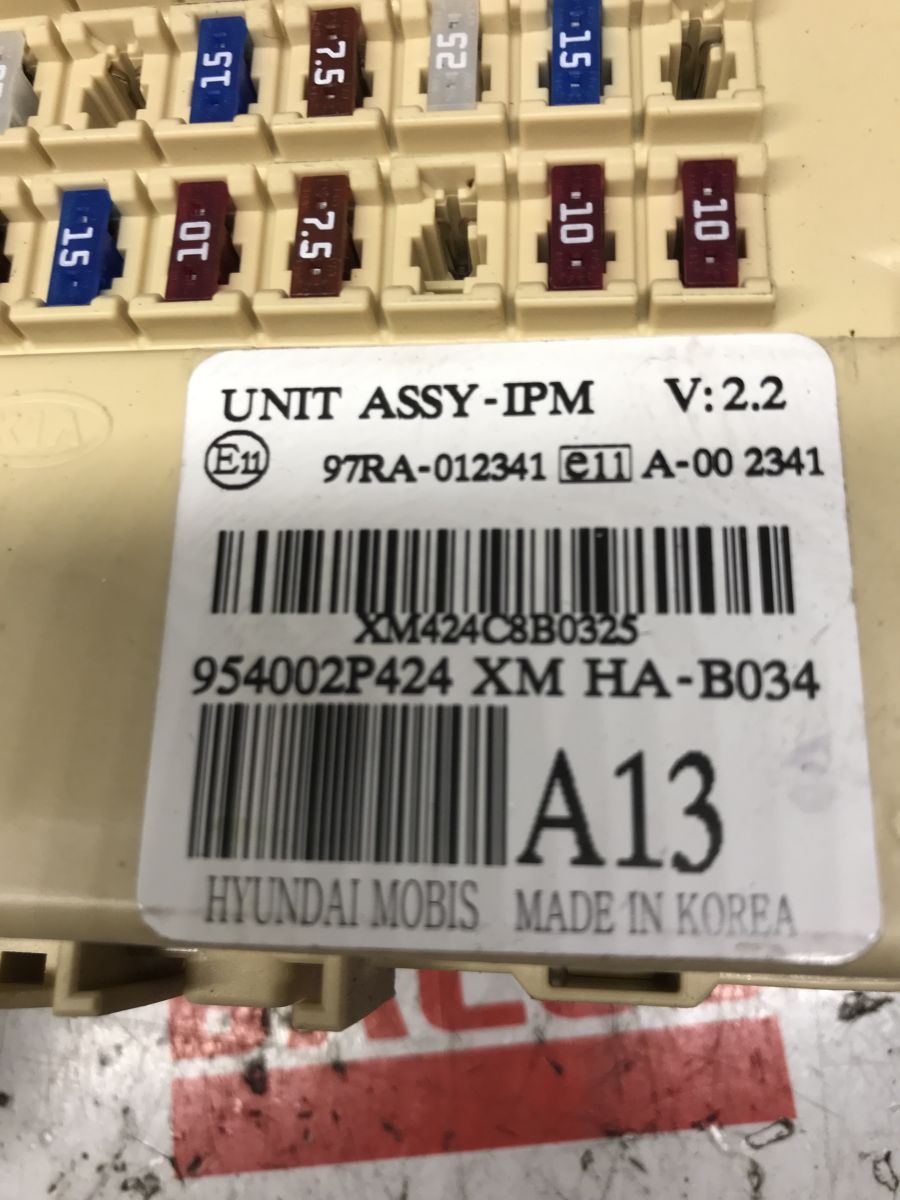 15 7.5 25 15
15 10 7.5 10 10
KIA
UNIT ASSY-IPM V: 2.2
E11 97RA-012341 e11 A-00 2341
XM424C8B0325
954002P424 XM HA-B034
A13
HYUNDAI MOBIS MADE IN KOREA